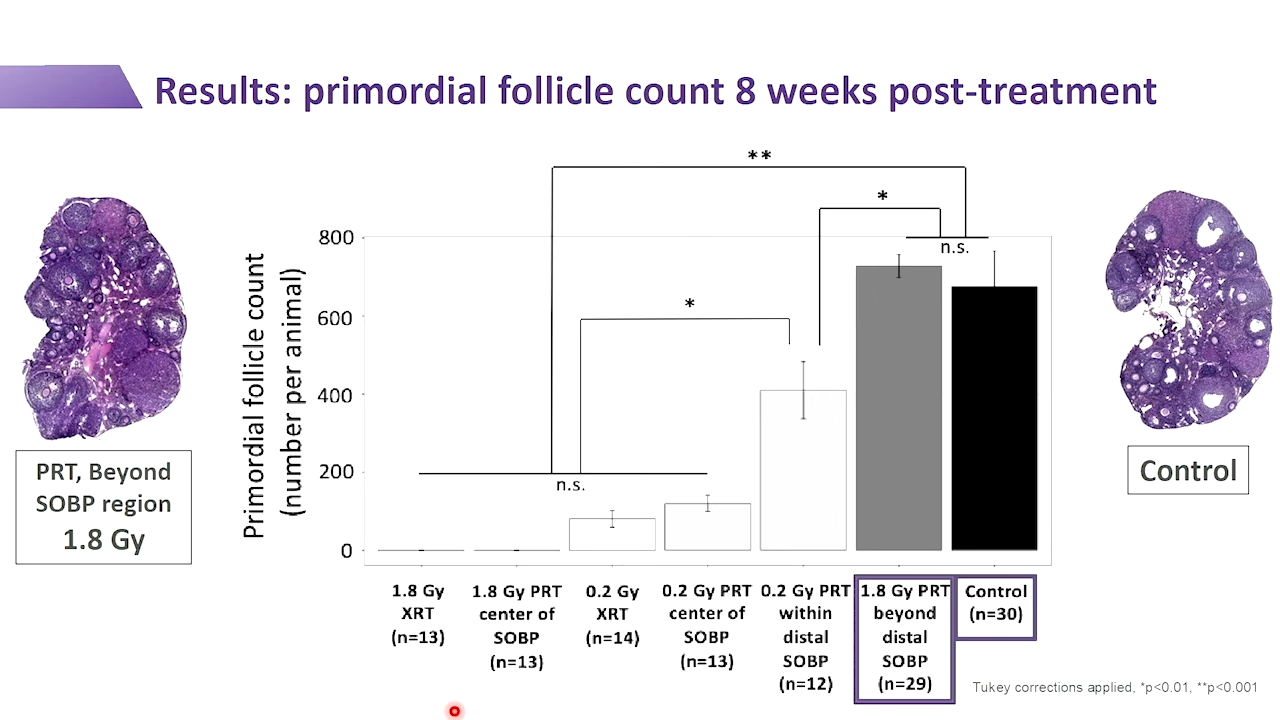 Results: primordial follicle count 8 weeks post-treatment
PRT, Beyond
SOBP region
1.8 Gy
Primordial follicle count
(number per animal)
800
600
400
200
0
**
*
n.s.
*
n.s.
1.8 Gy
XRT
(n=13)
1.8 Gy PRT
center of
SOBP
(n=13)
0.2 Gy
XRT
(n=14)
0.2 Gy PRT
center of
SOBP
(n=13)
0.2 Gy PRT
within
distal
SOBP
(n=12)
1.8 Gy PRT
beyond
distal
SOBP
(n=29)
Control
(n=30)
Control
Tukey corrections applied, *p<0.01, **p<0.001